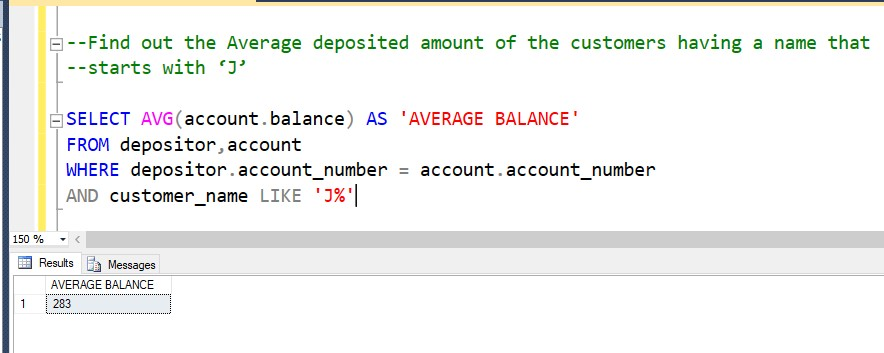 --Find out the Average deposited amount of the customers having a name that
--starts with ‘J’
SELECT AVG(account.balance) AS 'AVERAGE BALANCE'
FROM depositor,account
WHERE depositor.account_number = account.account_number
AND customer_name LIKE 'J%'
150 %
Results Messages
AVERAGE BALANCE
1 283